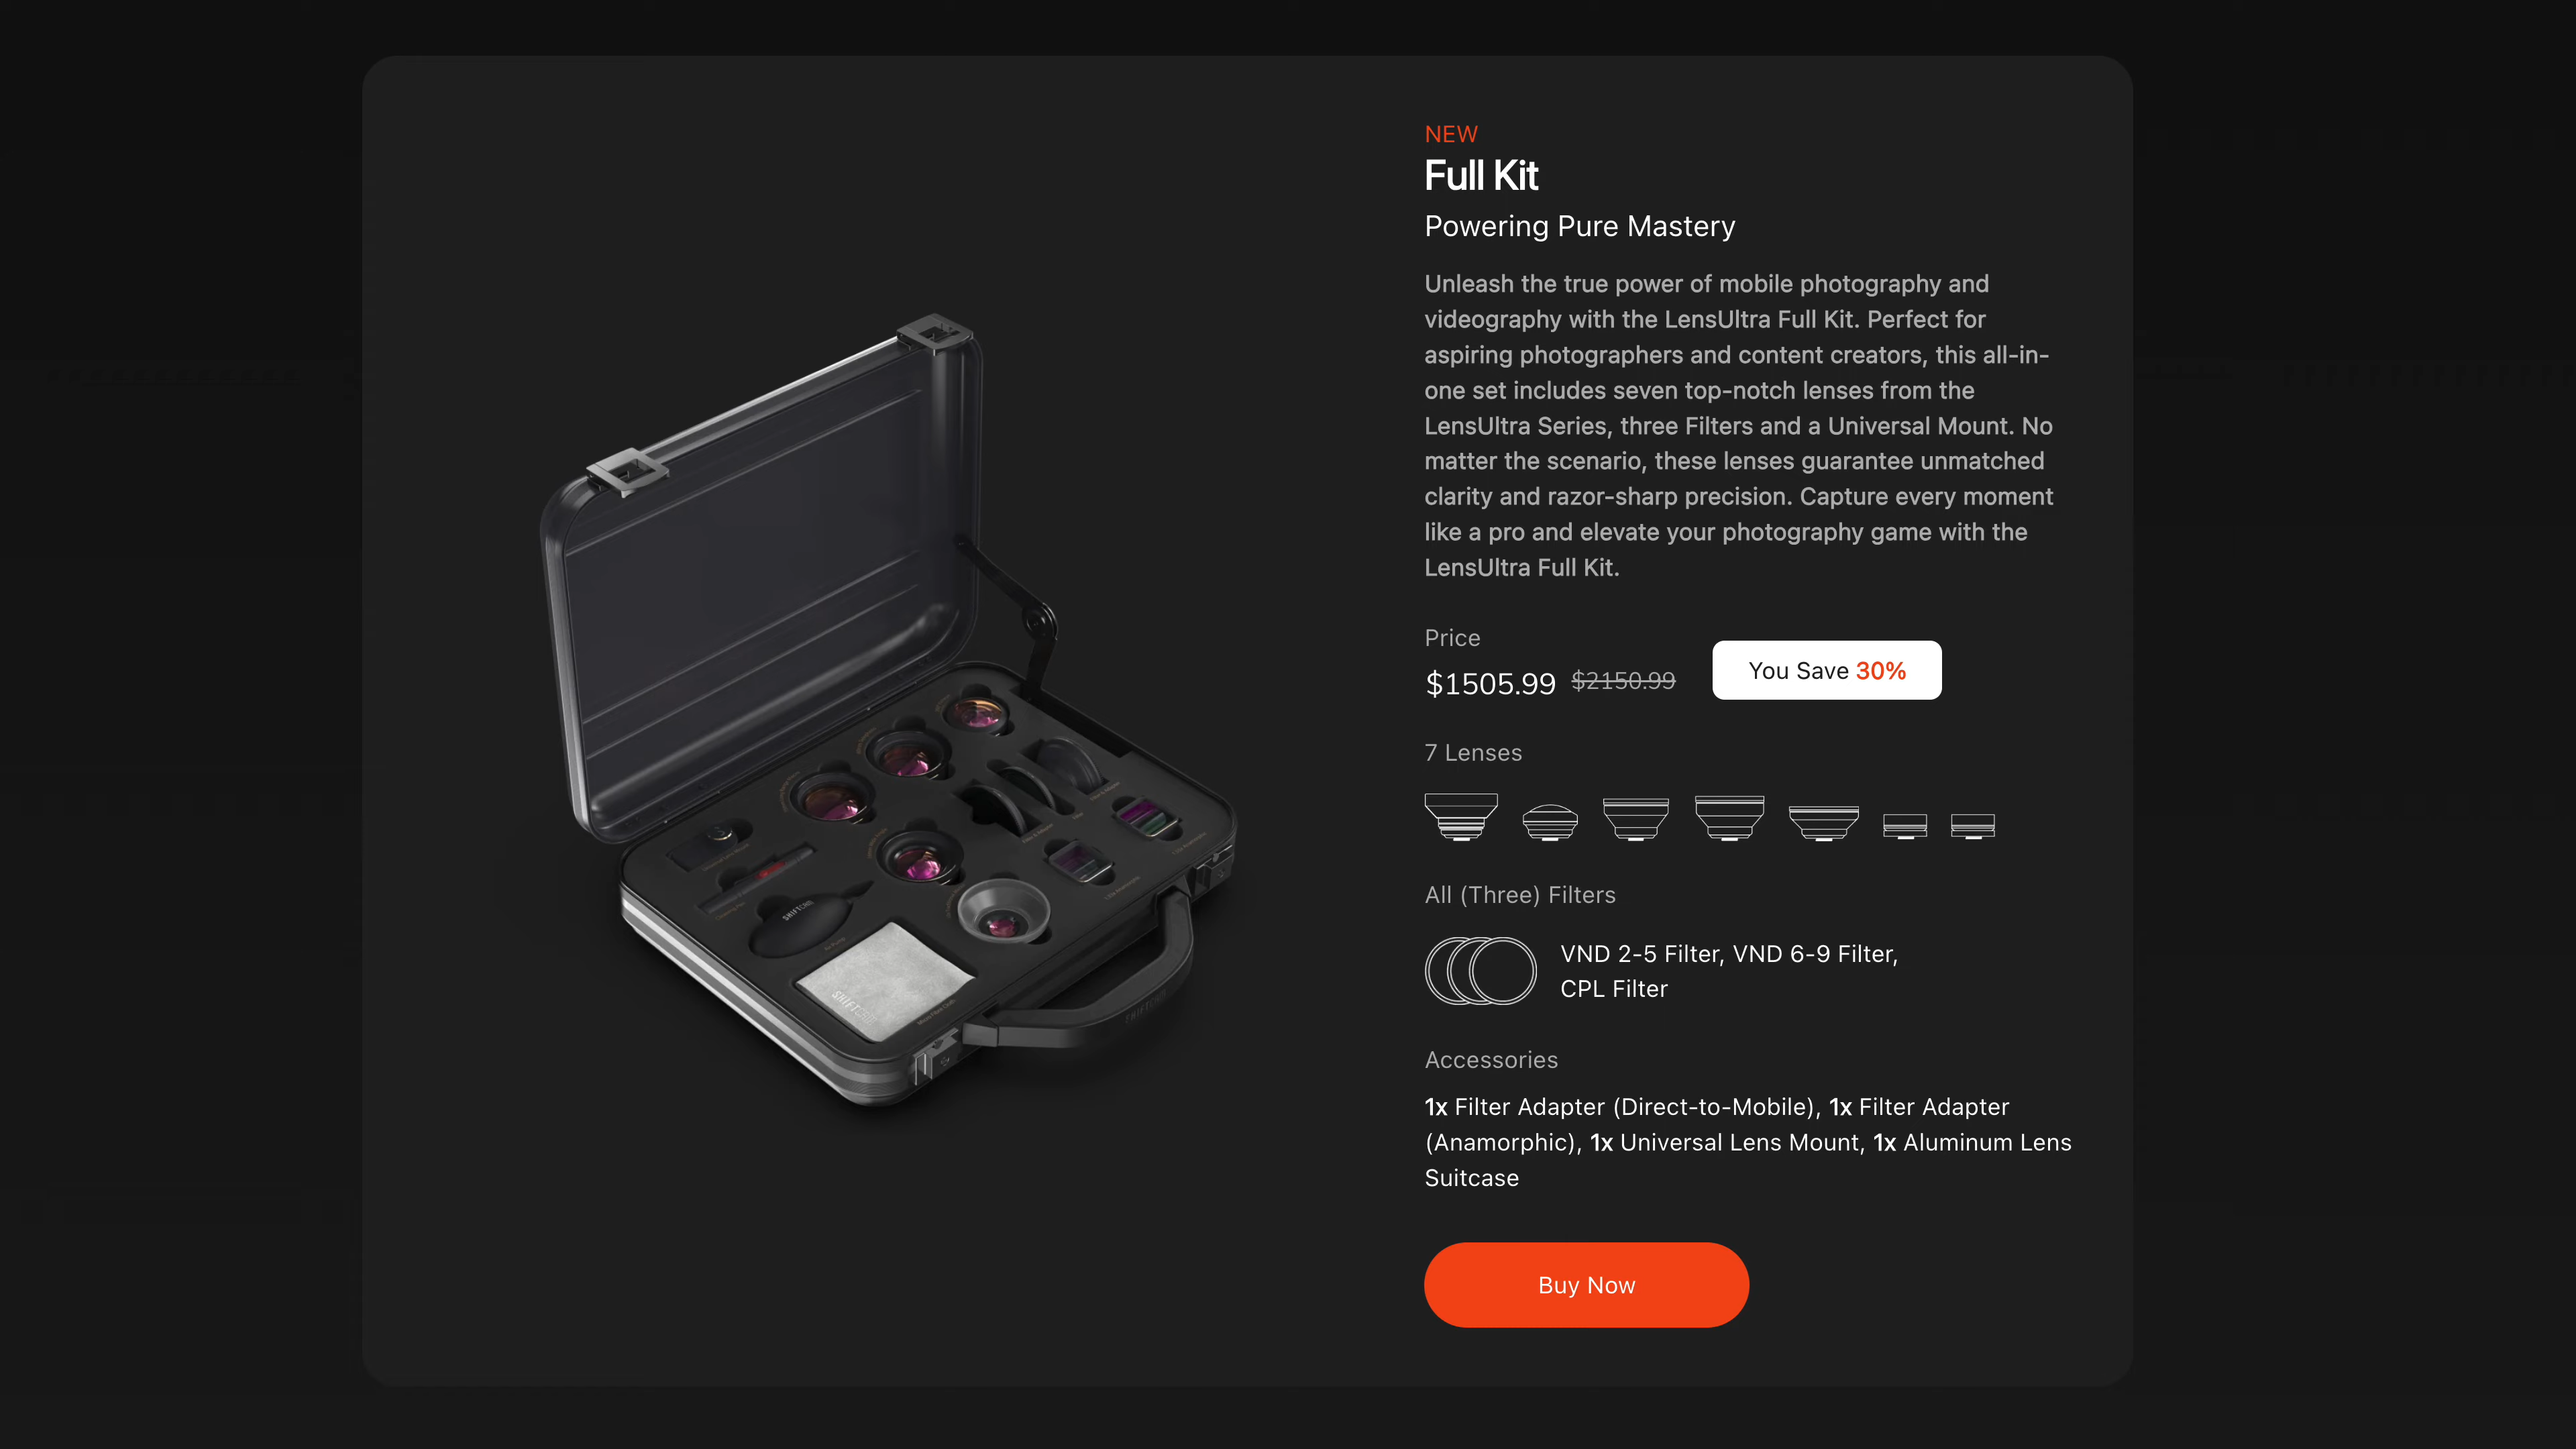 NEW
Full Kit
Powering Pure Mastery
Unleash the true power of mobile photography and
videography with the LensUltra Full Kit. Perfect for
aspiring photographers and content creators, this all-in-
one set includes seven top-notch lenses from the
LensUltra Series, three Filters and a Universal Mount. No
matter the scenario, these lenses guarantee unmatched
clarity and razor-sharp precision. Capture every moment
like a pro and elevate your photography game with the
LensUltra Full Kit.
Price
$1505.99 $2150.99
You Save 30%
7 Lenses
All (Three) Filters
VND 2-5 Filter, VND 6-9 Filter,
CPL Filter
Accessories
1x Filter Adapter (Direct-to-Mobile), 1x Filter Adapter
(Anamorphic), 1x Universal Lens Mount, 1x Aluminum Lens
Suitcase
Buy Now
SHIFTCAM
SHIFTCAM
SHIFTCAM